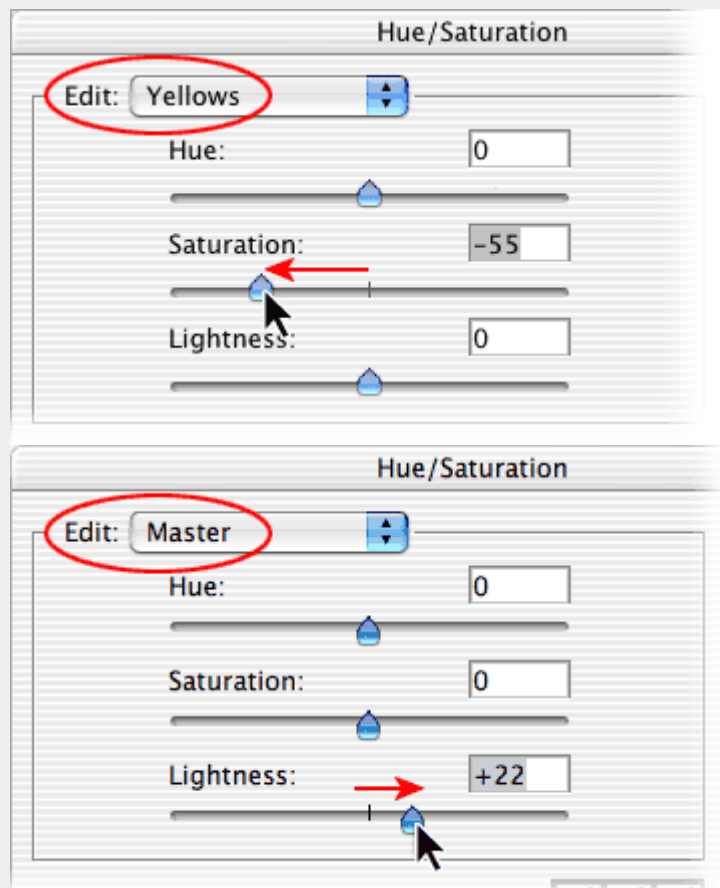 Hue/Saturation
Edit: Yellows
Hue: 0
Saturation: -55
Lightness: 0
Hue/Saturation
Edit: Master
Hue: 0
Saturation: 0
Lightness: +22